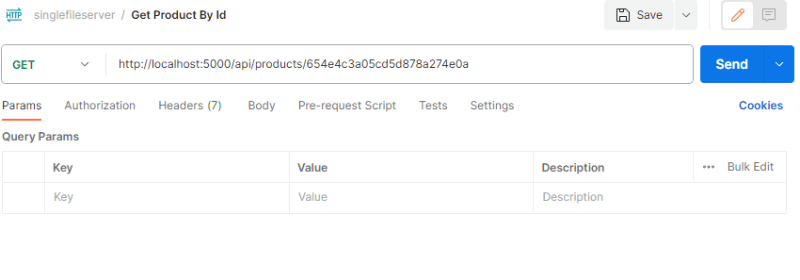 HTTP singlefileserver / Get Product By Id Save
GET http://localhost:5000/api/products/654e4c3a05cd5d878a274e0a Send
Params Authorization Headers (7) Body Pre-request Script Tests Settings Cookies
Query Params
Key Value Description ••• Bulk Edit
Key Value Description